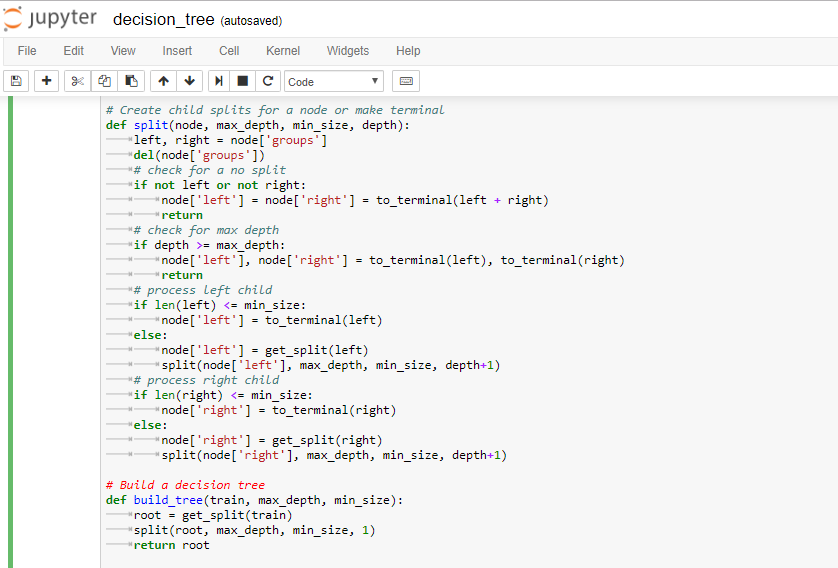 jupyter decision_tree (autosaved)
File Edit View Insert Cell Kernel Widgets Help
Code
# Create child splits for a node or make terminal
def split(node, max_depth, min_size, depth):
	left, right = node['groups']
	del(node['groups'])
	# check for a no split
	if not left or not right:
		node['left'] = node['right'] = to_terminal(left + right)
		return
	# check for max depth
	if depth >= max_depth:
		node['left'], node['right'] = to_terminal(left), to_terminal(right)
		return
	# process left child
	if len(left) <= min_size:
		node['left'] = to_terminal(left)
	else:
		node['left'] = get_split(left)
		split(node['left'], max_depth, min_size, depth+1)
	# process right child
	if len(right) <= min_size:
		node['right'] = to_terminal(right)
	else:
		node['right'] = get_split(right)
		split(node['right'], max_depth, min_size, depth+1)
# Build a decision tree
def build_tree(train, max_depth, min_size):
	root = get_split(train)
	split(root, max_depth, min_size, 1)
	return root